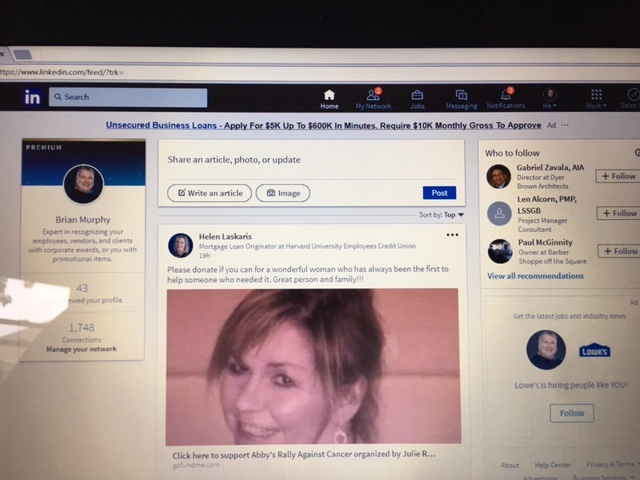 ttps://www.linkedin.com/feed/?trk=
in
Search
Home
2
My Network
Jobs
Messaging
Notifications
Me
Work
Unsecured Business Loans - Apply For $5K Up To $600K In Minutes. Require $10K Monthly Gross To Approve Ad ...
PREMIUM
Brian Murphy
Expert in recognizing your
employees, vendors, and clients
with corporate awards, or you with
promotional items.
43
ewed your profile
1,748
Connections
Manage your network
Share an article, photo, or update
Write an article
Image
Post
Sort by: Top
Helen Laskaris
Mortgage Loan Originator at Harvard University Employees Credit Union
19h
Please donate if you can for a wonderful woman who has always been the first to
help someone who needed it. Great person and family!!!
Click here to support Abby's Rally Against Cancer organized by Julie R...
gofundme.com
Who to follow
Gabriel Zavala, AIA
Director at Dyer
Brown Architects
+ Follow
Len Alcorn, PMP,
LSSGB
Project Manager
Consultant
+ Follow
Paul McGinnity
Owner at Barber
Shoppe off the Square
+ Follow
View all recommendations
Ad
Get the latest jobs and industry news
LOWE'S
Lowe's is hiring people like YOU!
Follow
About Help Center Privacy & Terms
Advertising Business Services